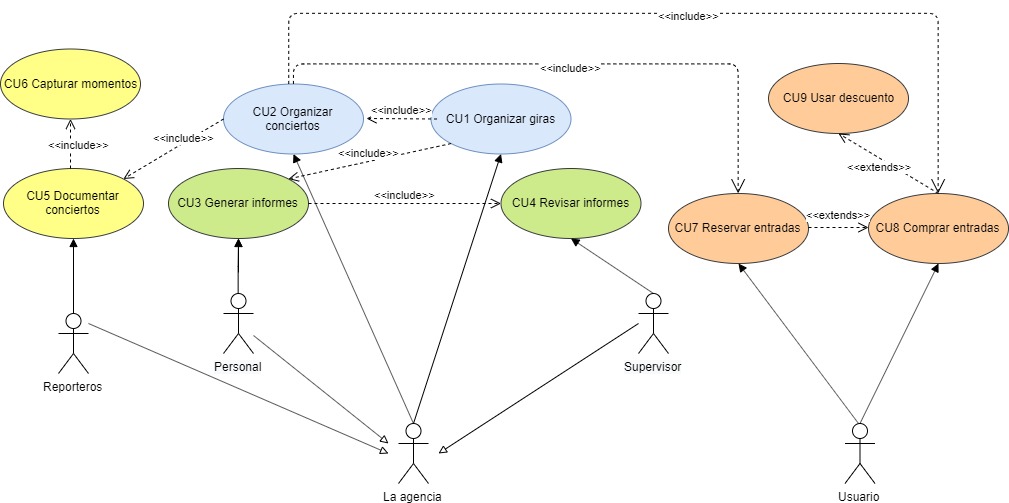 <<include>>
<<include>>
CU6 Capturar momentos
CU9 Usar descuento
CU2 Organizar
conciertos
<<include>>
CU1 Organizar giras
<<include>>
<<include>>
<<include>>
<<extends>>
CU5 Documentar
conciertos
CU3 Generar informes
<<include>>
CU4 Revisar informes
CU7 Reservar entradas
<<extends>>
CU8 Comprar entradas
Reporteros
Personal
Supervisor
La agencia
Usuario